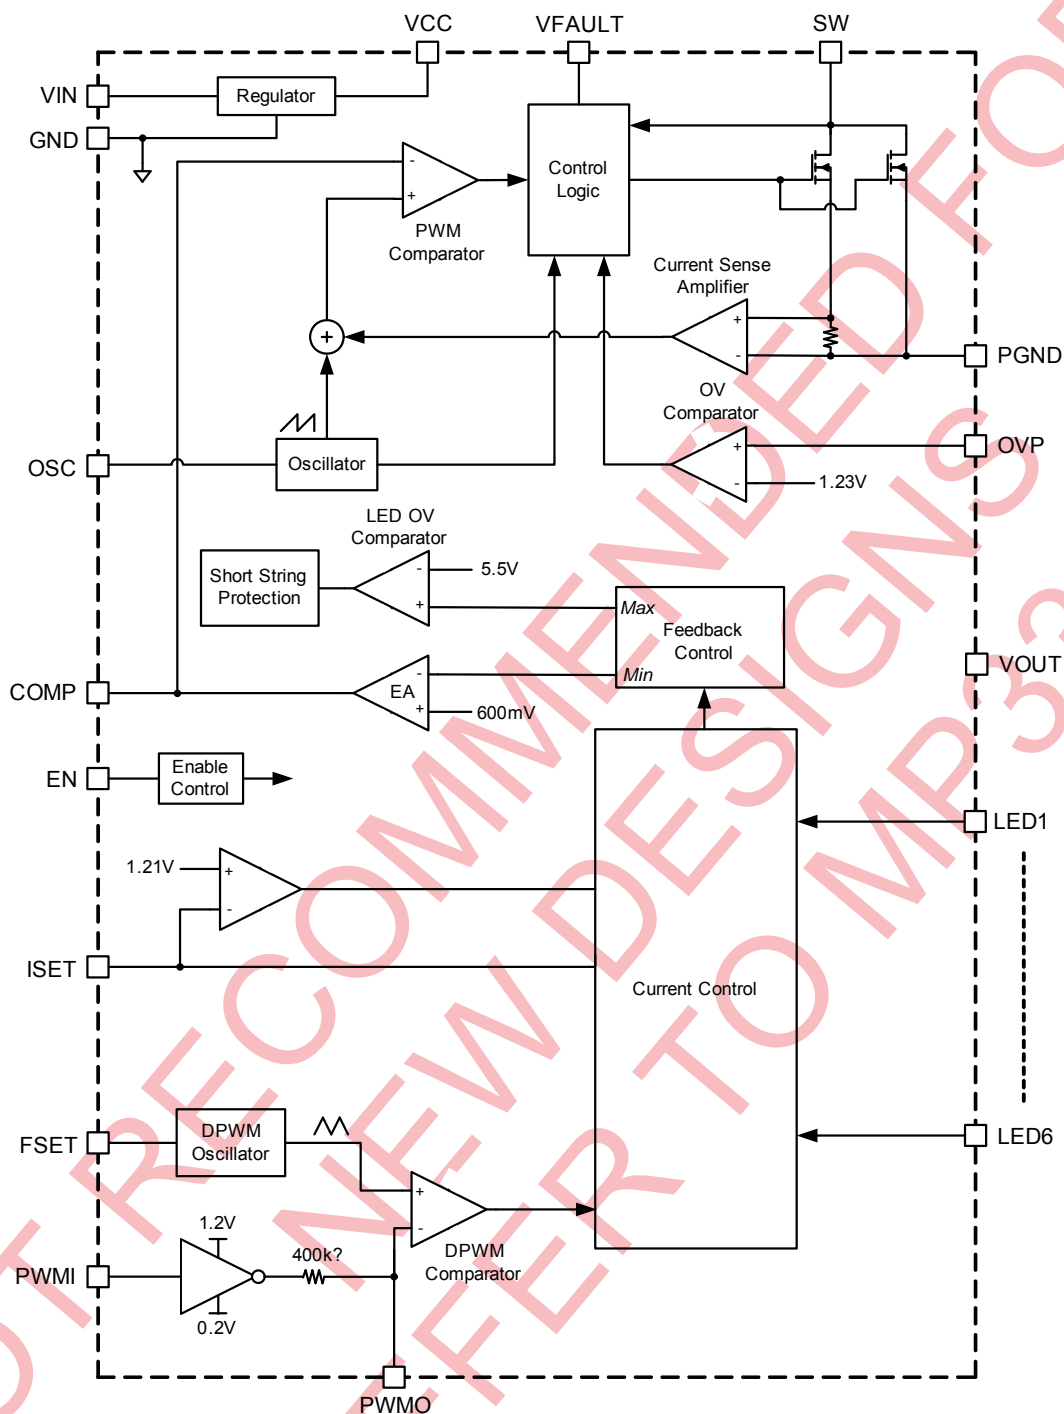 VCC
VFAULT
SW
VIN
Regulator
GND
-
+
PWM
Comparator
Control
Logic
Current Sense
Amplifier
+
-
+
PGND
OV
Comparator
+
-
1.23V
OVP
OSC
Oscillator
LED OV
Comparator
Short String
Protection
-
+
5.5V
Max
Feedback
Control
Min
VOUT
COMP
EA
-
+
600mV
EN
Enable
Control
LED1
1.21V
+
-
ISET
Current Control
FSET
DPWM
Oscillator
LED6
+
-
DPWM
Comparator
1.2V
400k?
PWMI
0.2V
PWMO
OT RECOMMENDED FO
NEW DESIGNS
EFER TO MP33